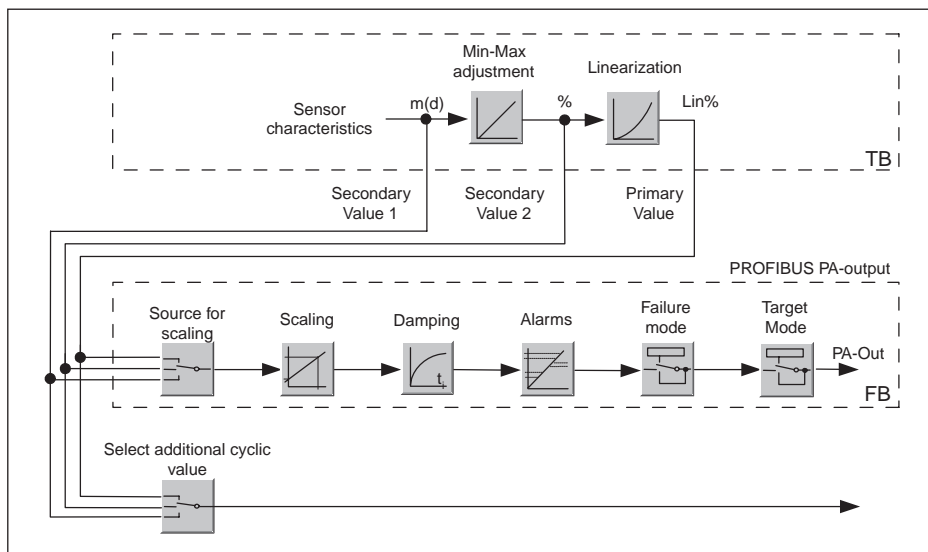 Min-Max
adjustment
Linearization
Sensor
characteristics
m(d)
%
Lin%
TB
Secondary
Value 1
Secondary
Value 2
Primary
Value
PROFIBUS PA-output
Source for
scaling
Scaling
Damping
Alarms
Failure
mode
Target
Mode
t
PA-Out
FB
Select additional cyclic
value